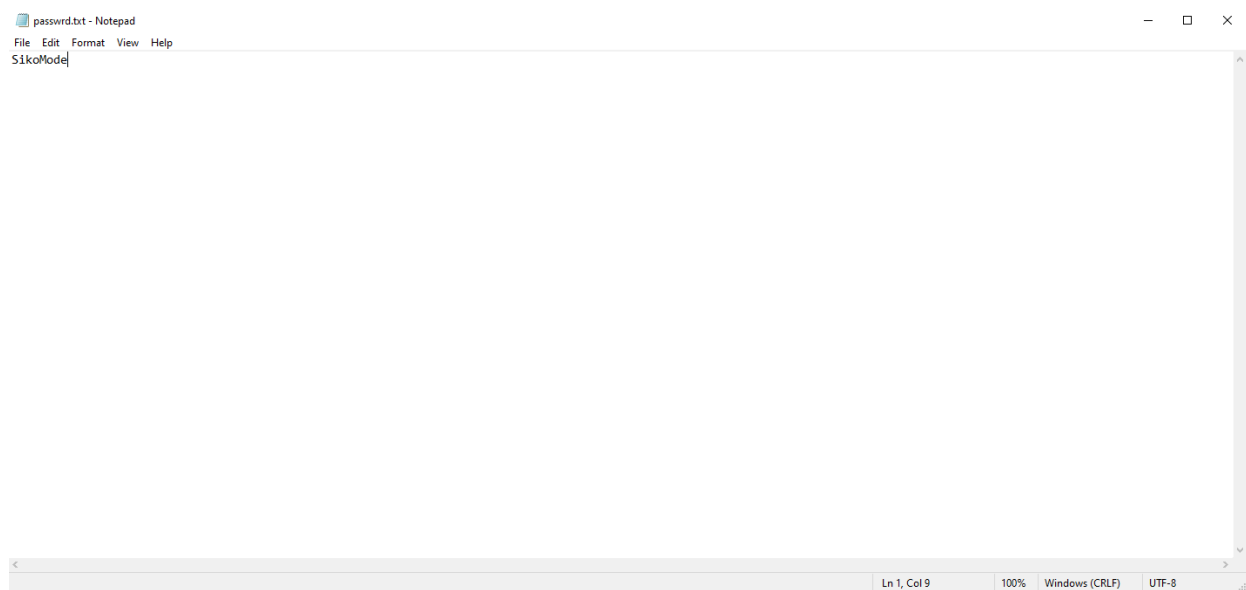 passwrd.txt - Notepad
File Edit Format View Help
SikoMode
Ln 1, Col 9 100% Windows (CRLF) UTF-8